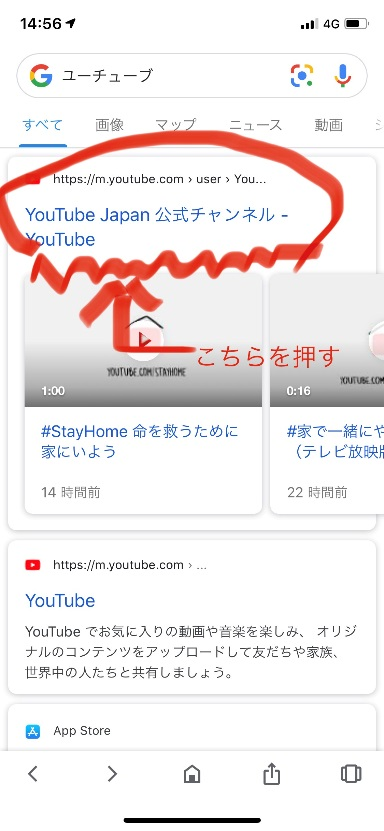 14:56
4G
ユーチューブ
すべて 画像 マップ ニュース 動画
https://m.youtube.com › user › You...
YouTube Japan 公式チャンネル -
YouTube
こちらを押す
YOUTUBE.COM/STAYHOME
1:00
0:16
#StayHome 命を救うために
家にいよう
14 時間前
#家で一緒にや
（テレビ放映版
22 時間前
https://m.youtube.com › ...
YouTube
YouTube でお気に入りの動画や音楽を楽しみ、 オリジ
ナルのコンテンツをアップロードして友だちや家族、
世界中の人たちと共有しましょう。
App Store